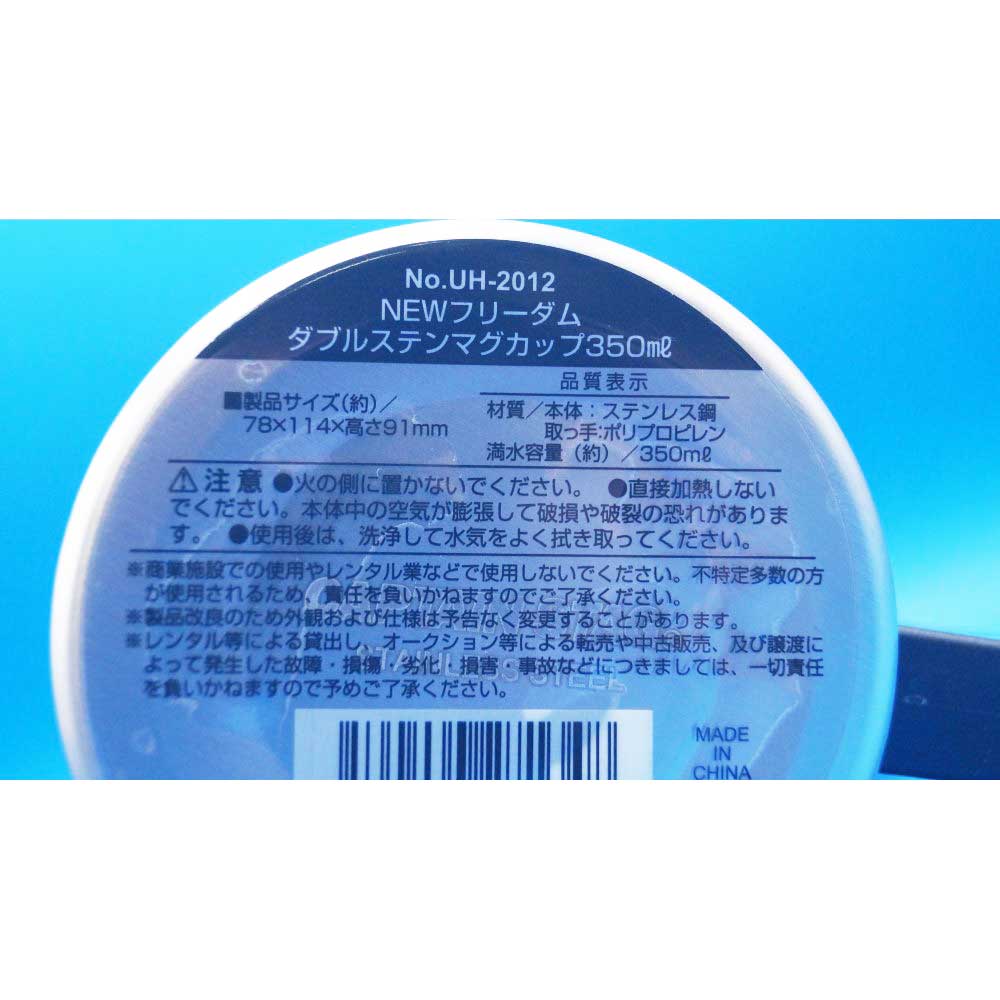 No.UH-2012
NEWフリーダム
ダブルステンマグカップ350㎖
品質表示
■製品サイズ(約)/
78×114×高さ91mm
材質/本体:ステンレス鋼
取っ手:ポリプロピレン
満水容量(約)/350㎖
⚠注意 ●火の側に置かないでください。 ●直接加熱しない
でください。本体中の空気が膨張して破損や破裂の恐れがありま
す。 ●使用後は、洗浄して水気をよく拭き取ってください。
※商業施設での使用やレンタル業などで使用しないでください。不特定多数の方
が使用されるため、責任を負いかねますのでご了承ください。
※製品改良のため外観および仕様は予告なく変更することがあります。
※レンタル等による貸出し、オークション等による転売や中古販売、及び譲渡に
よって発生した故障・損傷・劣化・損害・事故などにつきましては、一切責任
を負いかねますので予めご了承ください。
STAINLESS STEEL
MADE
IN
CHINA